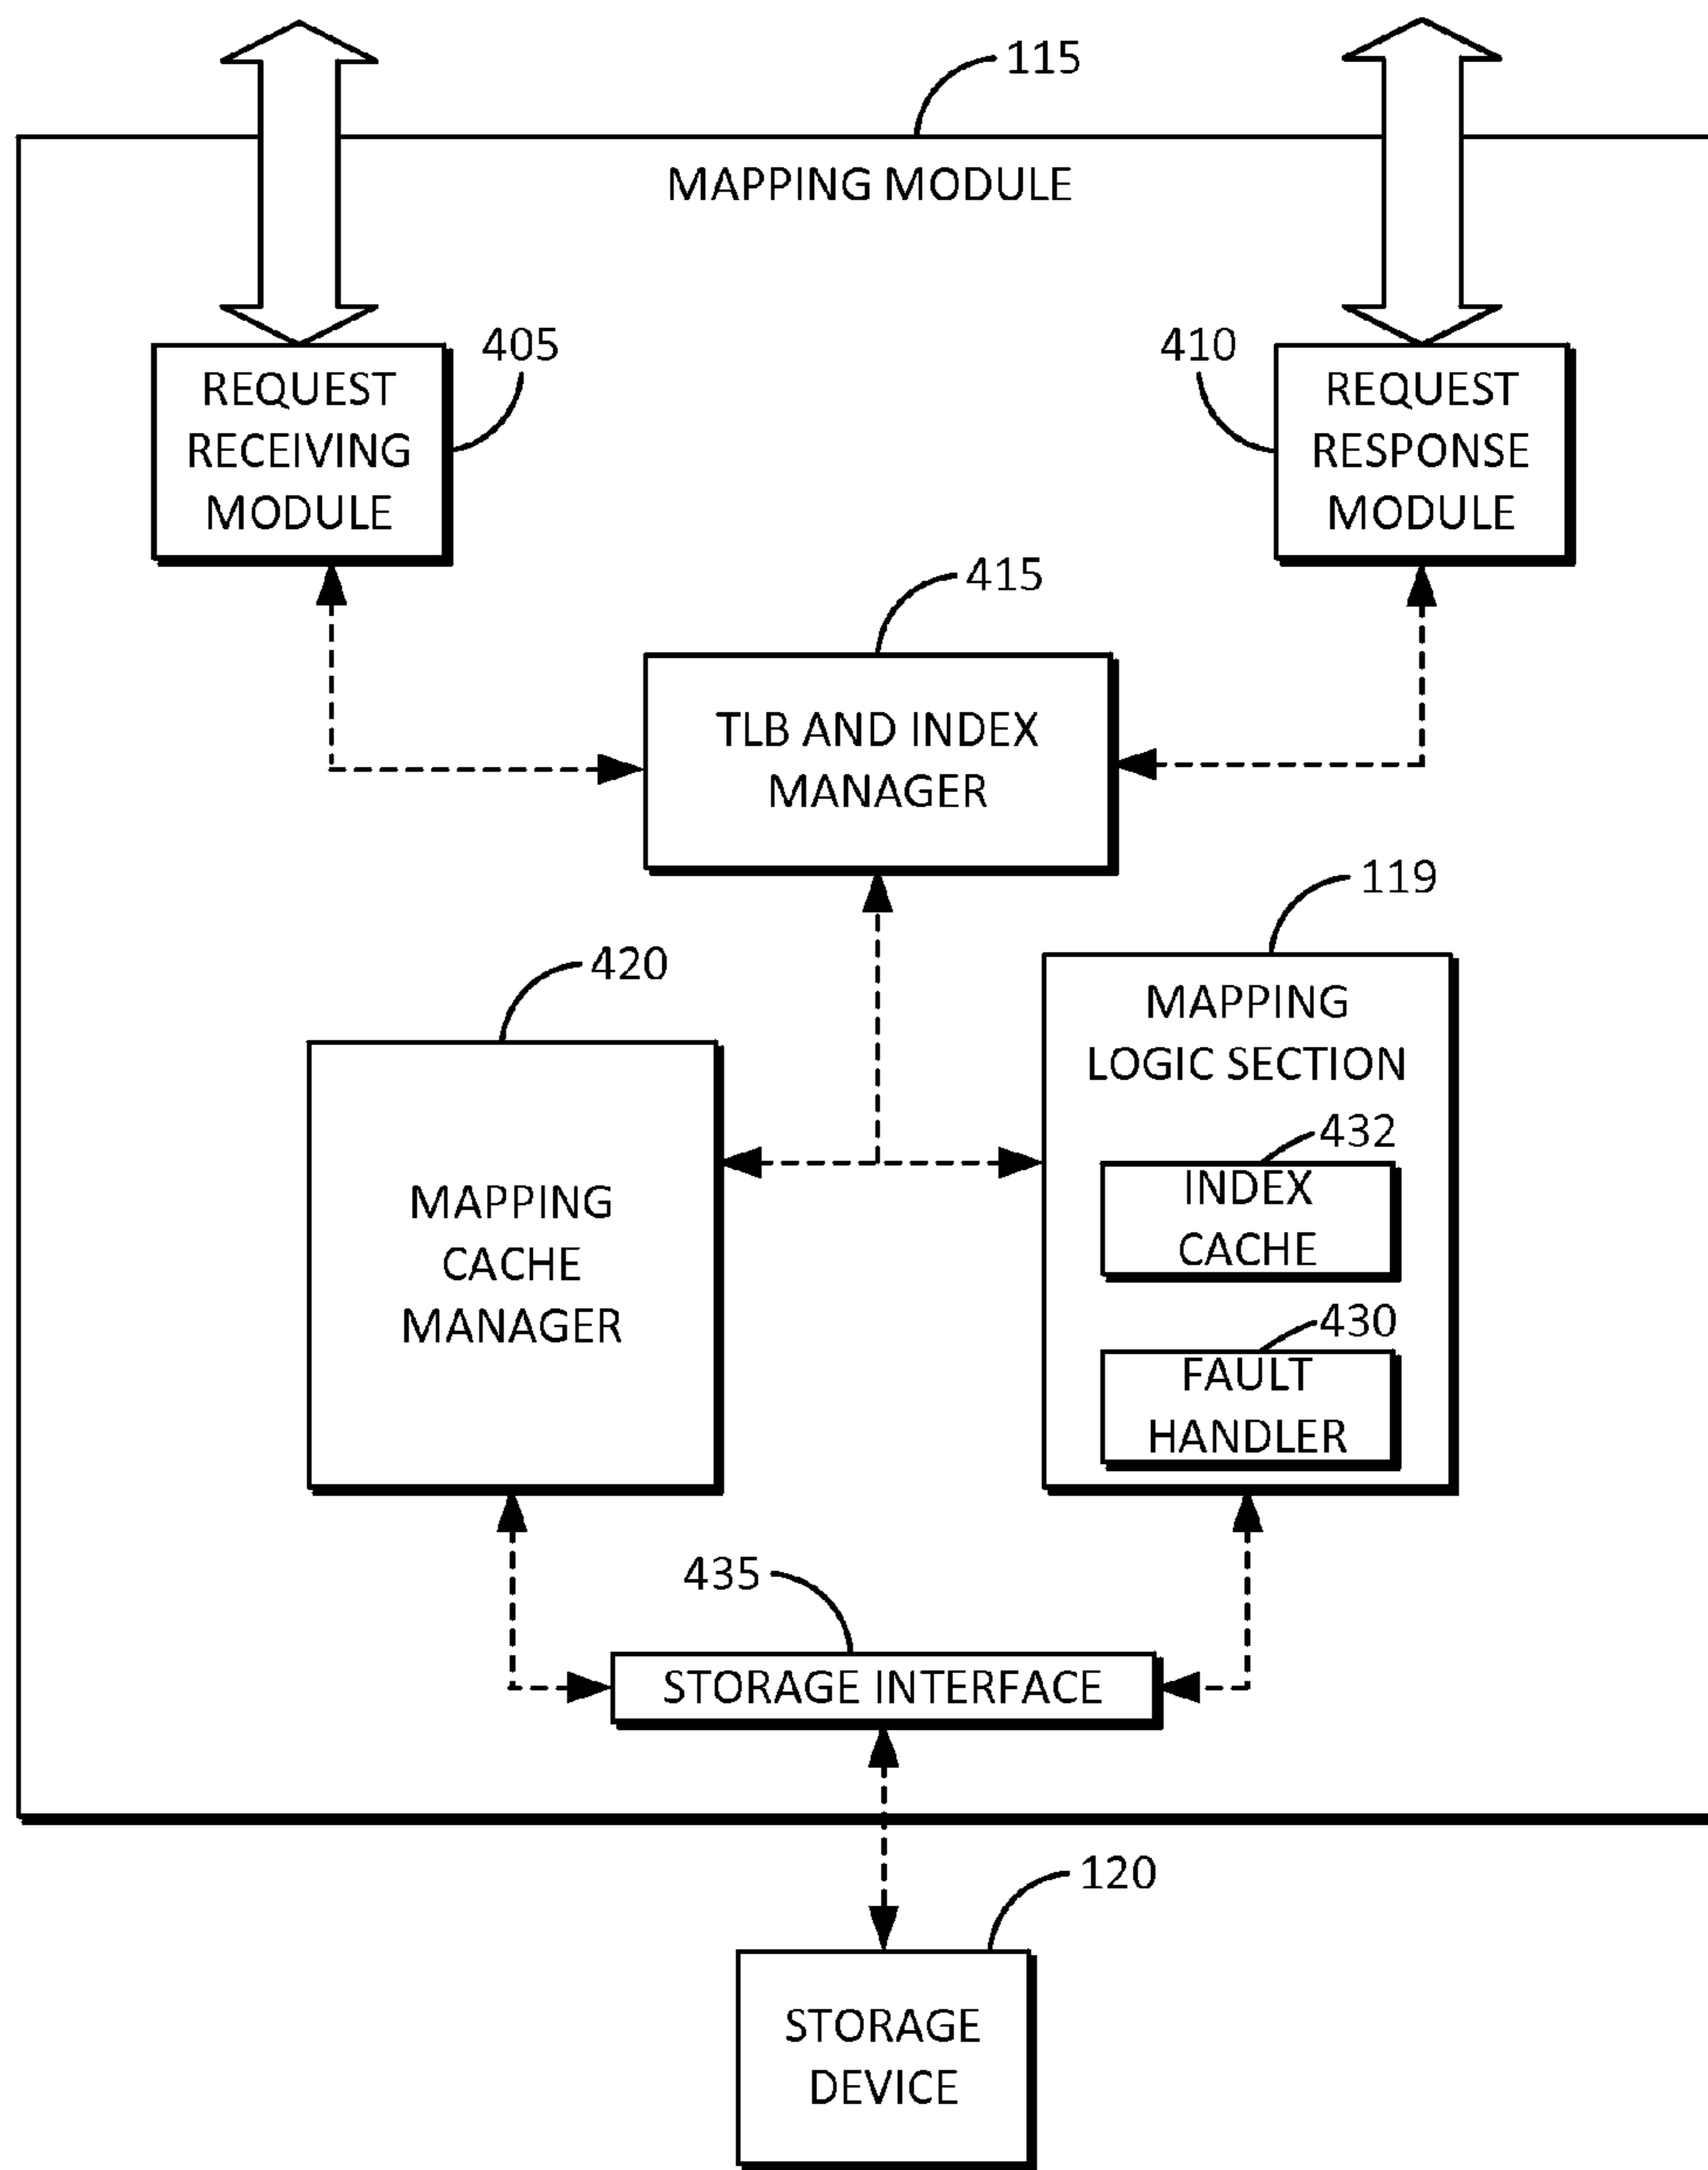 115
MAPPING MODULE
405
410
REQUEST
RECEIVING
MODULE
REQUEST
RESPONSE
MODULE
415
TLB AND INDEX
MANAGER
119
420
MAPPING
LOGIC SECTION
432
INDEX
CACHE
MAPPING
CACHE
MANAGER
430
FAULT
HANDLER
435
STORAGE INTERFACE
120
STORAGE
DEVICE